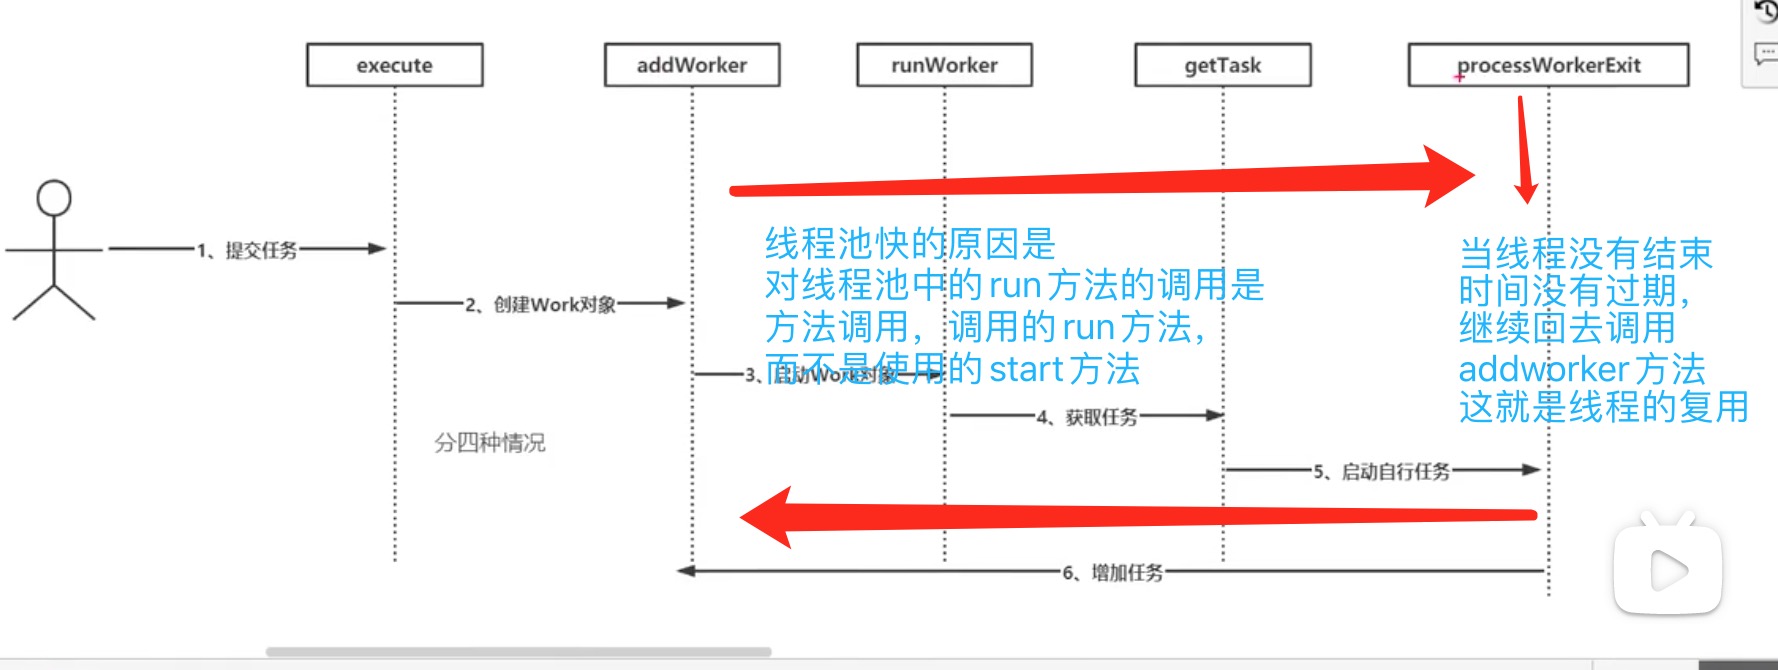 execute
addWorker
runWorker
getTask
processWorkerExit
1、提交任务
2、创建Work对象
线程池快的原因是
对线程池中的run方法的调用是
方法调用，调用的run方法，
而不是使用的start方法
3、启动Work对象
当线程没有结束
时间没有过期，
继续回去调用
addworker方法
这就是线程的复用
4、获取任务
分四种情况
5、启动自行任务
6、增加任务